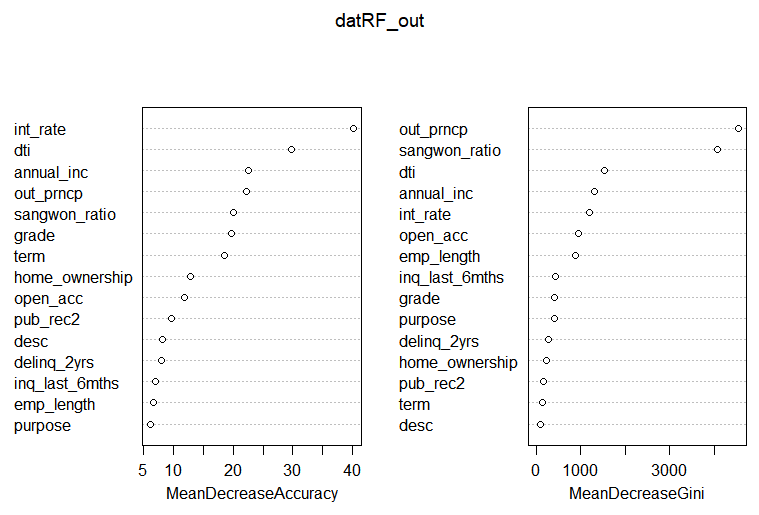 datRF_out
int_rate
dti
annual_inc
out_prncp
sangwon_ratio
grade
term
home_ownership
open_acc
pub_rec2
desc
delinq_2yrs
inq_last_6mths
emp_length
purpose
5 10 20 30 40
MeanDecreaseAccuracy
out_prncp
sangwon_ratio
dti
annual_inc
int_rate
open_acc
emp_length
inq_last_6mths
grade
purpose
delinq_2yrs
home_ownership
pub_rec2
term
desc
0 1000 3000
MeanDecreaseGini